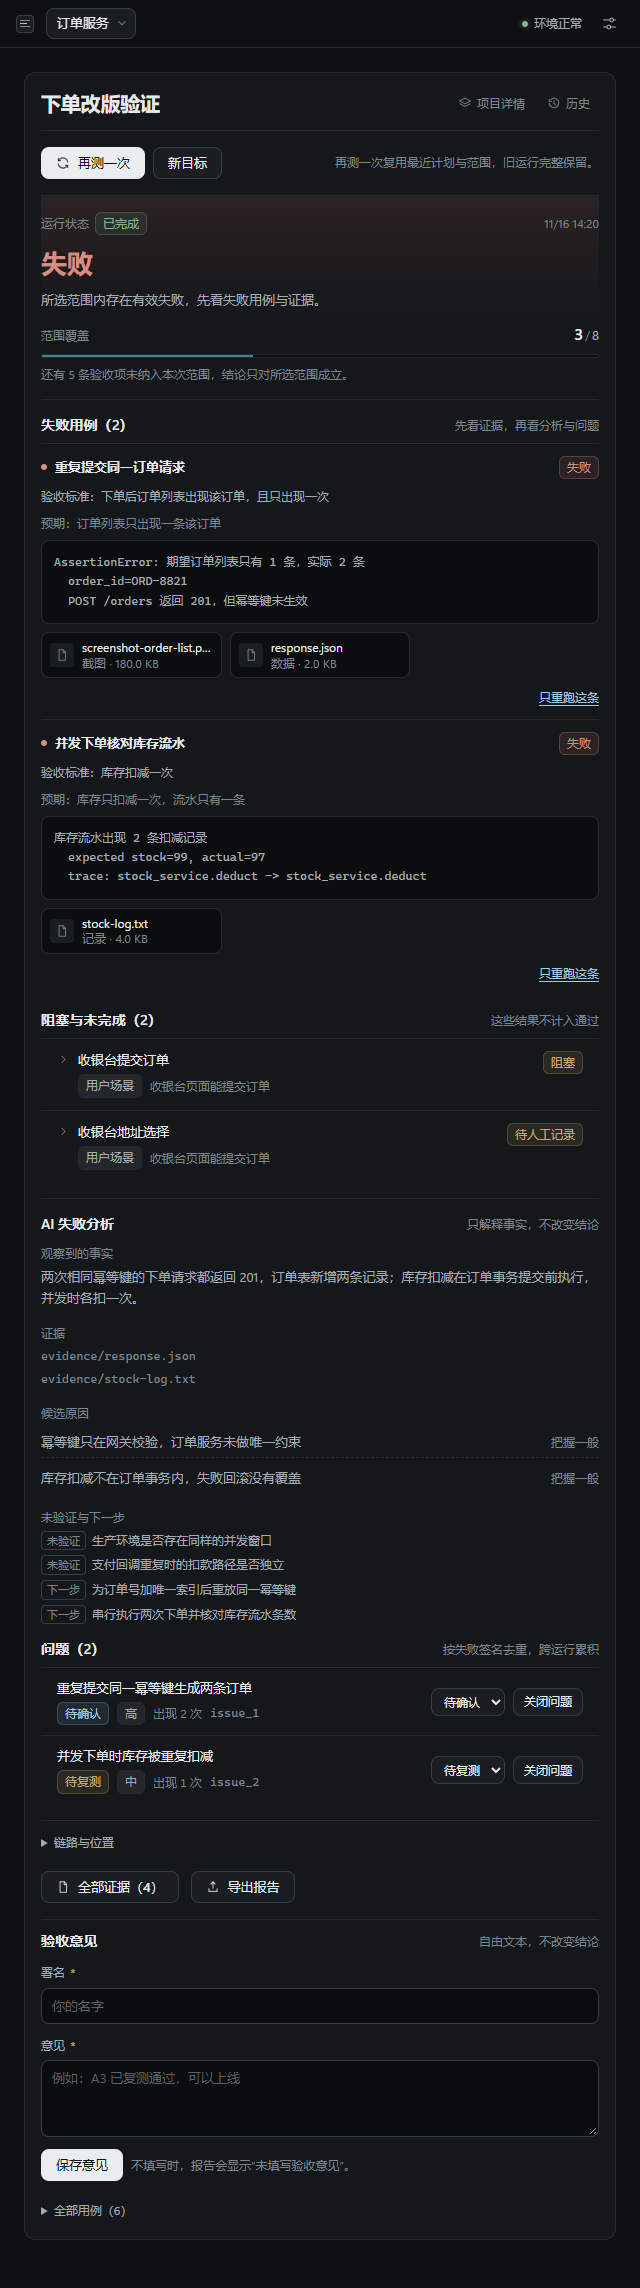 订单服务
环境正常
下单改版验证
项目详情
历史
再测一次
新目标
再测一次复用最近计划与范围，旧运行完整保留。
运行状态 已完成
11/16 14:20
失败
所选范围内存在有效失败，先看失败用例与证据。
范围覆盖
3 / 8
还有 5 条验收项未纳入本次范围，结论只对所选范围成立。
失败用例（2）
先看证据，再看分析与问题
重复提交同一订单请求
失败
验收标准：下单后订单列表出现该订单，且只出现一次
预期：订单列表只出现一条该订单
AssertionError: 期望订单列表只有 1 条，实际 2 条
order_id=ORD-8821
POST /orders 返回 201，但幂等键未生效
screenshot-order-list.p...
截图 · 180.0 KB
response.json
数据 · 2.0 KB
只重跑这条
并发下单核对库存流水
失败
验收标准：库存扣减一次
预期：库存只扣减一次，流水只有一条
库存流水出现 2 条扣减记录
expected stock=99, actual=97
trace: stock_service.deduct -> stock_service.deduct
stock-log.txt
记录 · 4.0 KB
只重跑这条
阻塞与未完成（2）
这些结果不计入通过
收银台提交订单
阻塞
用户场景 收银台页面能提交订单
收银台地址选择
待人工记录
用户场景 收银台页面能提交订单
AI 失败分析
只解释事实，不改变结论
观察到的事实
两次相同幂等键的下单请求都返回 201，订单表新增两条记录；库存扣减在订单事务提交前执行，
并发时各扣一次。
证据
evidence/response.json
evidence/stock-log.txt
候选原因
幂等键只在网关校验，订单服务未做唯一约束
把握一般
库存扣减不在订单事务内，失败回滚没有覆盖
把握一般
未验证与下一步
未验证 生产环境是否存在同样的并发窗口
未验证 支付回调重复时的扣款路径是否独立
下一步 为订单号加唯一索引后重放同一幂等键
下一步 串行执行两次下单并核对库存流水条数
问题（2）
按失败签名去重，跨运行累积
重复提交同一幂等键生成两条订单
待确认 高 出现 2 次 issue_1
待确认
关闭问题
并发下单时库存被重复扣减
待复测 中 出现 1 次 issue_2
待复测
关闭问题
链路与位置
全部证据（4）
导出报告
验收意见
自由文本，不改变结论
署名 *
你的名字
意见 *
例如：A3 已复测通过，可以上线
保存意见
不填写时，报告会显示“未填写验收意见”。
全部用例（6）